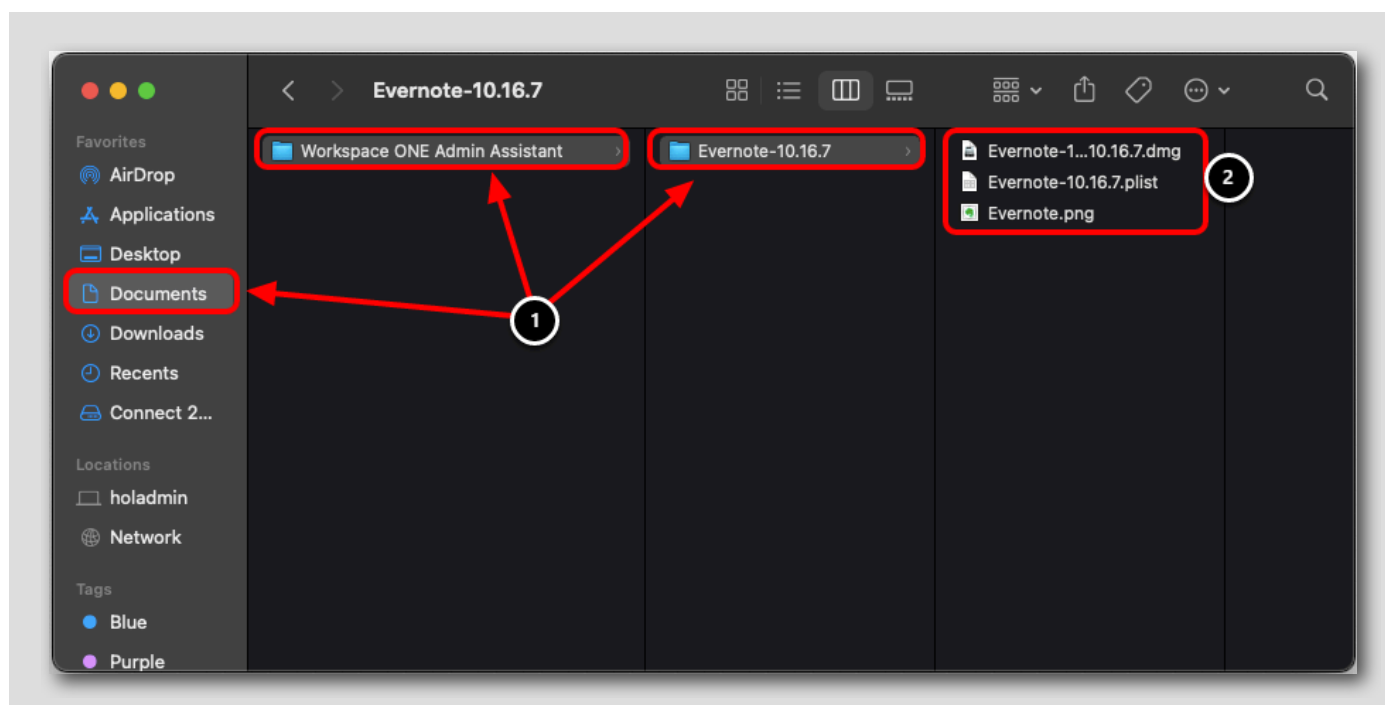 Evernote-10.16.7
Favorites
AirDrop
Applications
Desktop
Documents
Downloads
Recents
Connect 2...
Locations
holadmin
Network
Tags
Blue
Purple
Workspace ONE Admin Assistant
Evernote-10.16.7
Evernote-1...10.16.7.dmg
Evernote-10.16.7.plist
Evernote.png
1
2